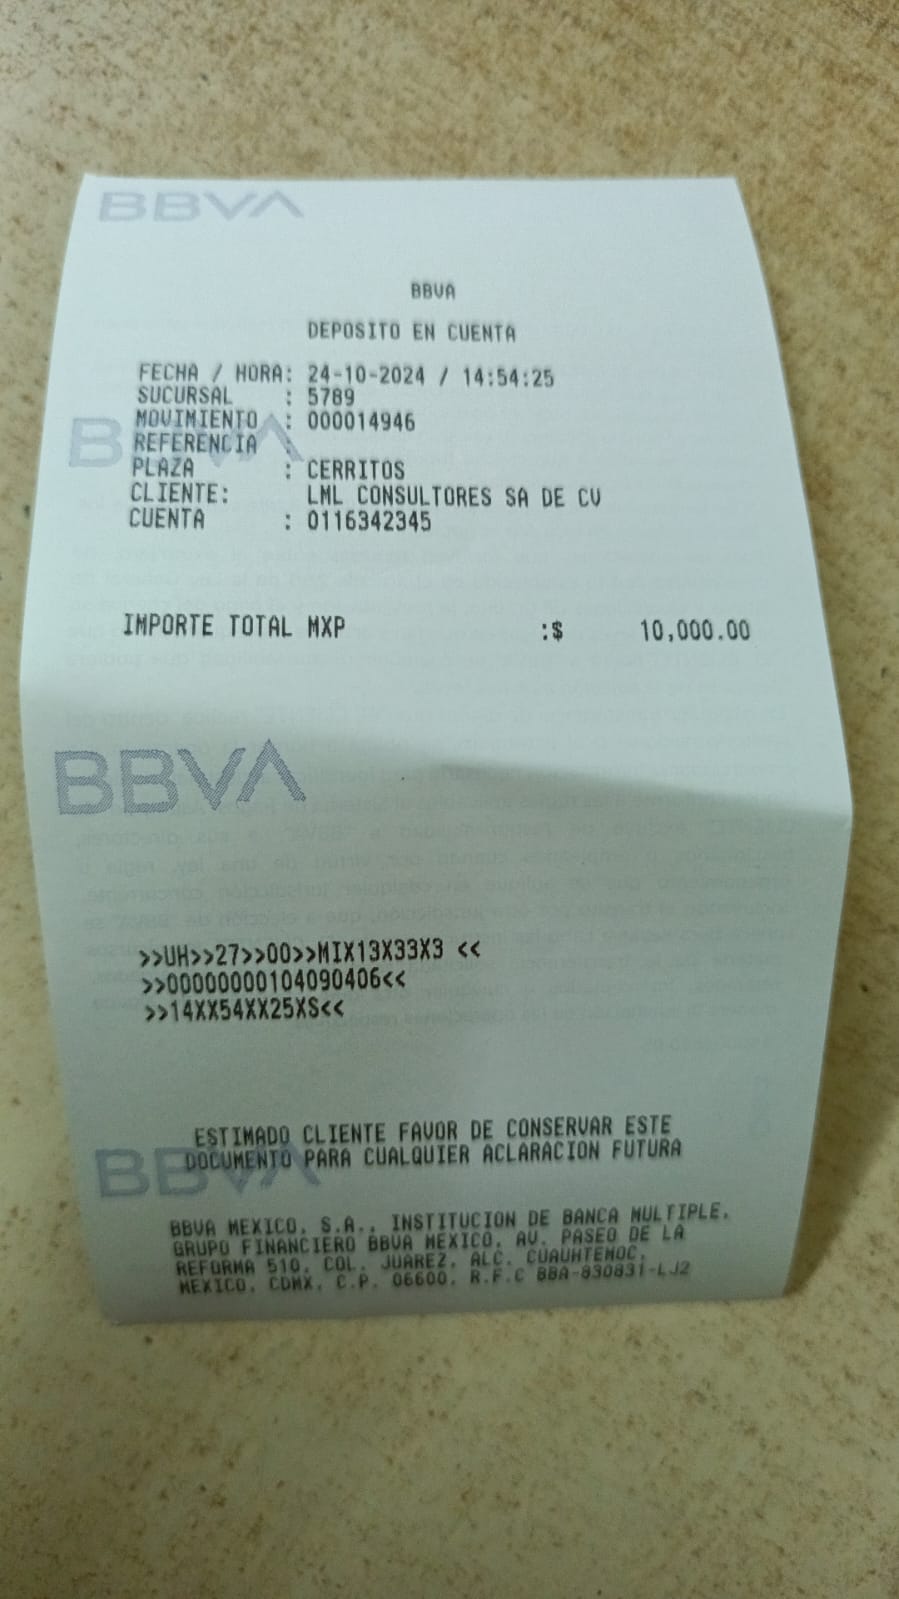 BBVA
BBVA
DEPOSITO EN CUENTA
FECHA / HORA: 24-10-2024 / 14:54:25
SUCURSAL : 5789
MOVIMIENTO : 000014946
REFERENCIA :
PLAZA : CERRITOS
CLIENTE: LML CONSULTORES SA DE CV
CUENTA : 0116342345
IMPORTE TOTAL MXP :$ 10,000.00
BBVA
>>UH>>27>>00>>MIX13X33X3 <<
>>00000000104090406<<
>>14XX54XX25XS<<
ESTIMADO CLIENTE FAVOR DE CONSERVAR ESTE
DOCUMENTO PARA CUALQUIER ACLARACION FUTURA
BBVA
BBVA MEXICO, S.A., INSTITUCION DE BANCA MULTIPLE,
GRUPO FINANCIERO BBVA MEXICO. AV. PASEO DE LA
REFORMA 510, COL. JUAREZ, ALC. CUAUHTEMOC,
MEXICO, CDMX, C.P. 06600, R.F.C BBA-830831-LJ2